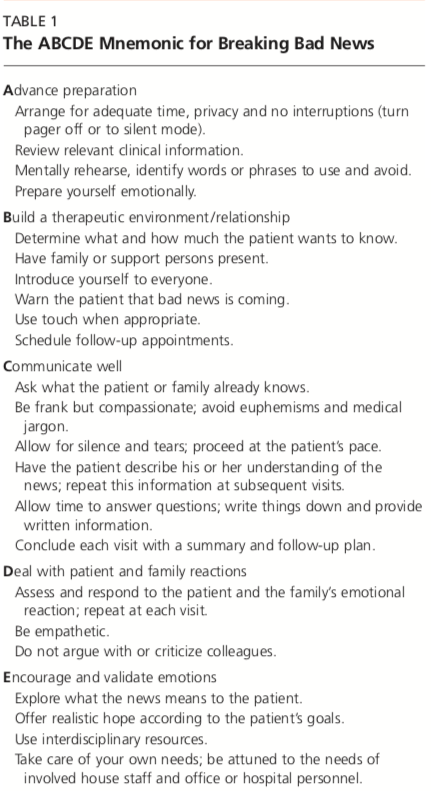 TABLE 1
The ABCDE Mnemonic for Breaking Bad News
Advance preparation
Arrange for adequate time, privacy and no interruptions (turn
pager off or to silent mode).
Review relevant clinical information.
Mentally rehearse, identify words or phrases to use and avoid.
Prepare yourself emotionally.
Build a therapeutic environment/relationship
Determine what and how much the patient wants to know.
Have family or support persons present.
Introduce yourself to everyone.
Warn the patient that bad news is coming.
Use touch when appropriate.
Schedule follow-up appointments.
Communicate well
Ask what the patient or family already knows.
Be frank but compassionate; avoid euphemisms and medical
jargon.
Allow for silence and tears; proceed at the patient's pace.
Have the patient describe his or her understanding of the
news; repeat this information at subsequent visits.
Allow time to answer questions; write things down and provide
written information.
Conclude each visit with a summary and follow-up plan.
Deal with patient and family reactions
Assess and respond to the patient and the family's emotional
reaction; repeat at each visit.
Be empathetic.
Do not argue with or criticize colleagues.
Encourage and validate emotions
Explore what the news means to the patient.
Offer realistic hope according to the patient's goals.
Use interdisciplinary resources.
Take care of your own needs; be attuned to the needs of
involved house staff and office or hospital personnel.